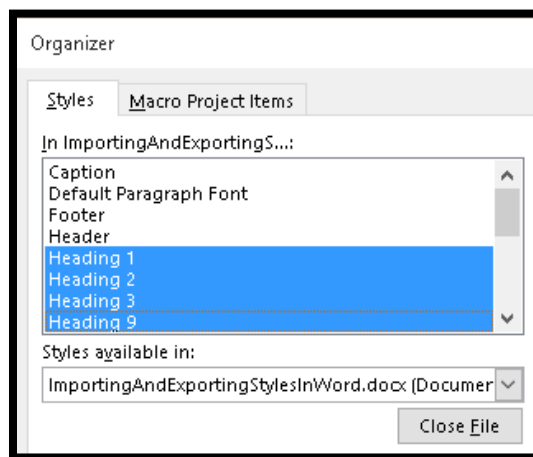 Organizer
Styles Macro Project Items
In ImportingAndExportingS...:
Caption
Default Paragraph Font
Footer
Header
Heading 1
Heading 2
Heading 3
Heading 9
Styles available in:
ImportingAndExportingStylesInWord.docx (Documer
Close File